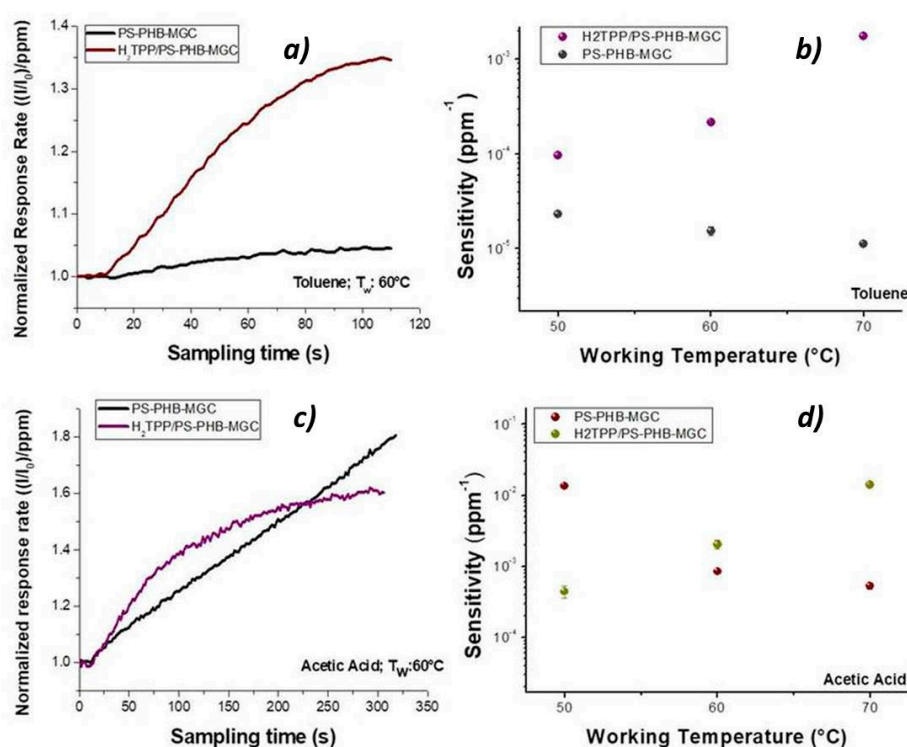 a)
PS-PHB-MGC
H₂TPP/PS-PHB-MGC
Normalized Response Rate ((I/I₀)/ppm)
1.4
1.3
1.2
1.1
1.0
Toluene; Tw: 60°C
0 20 40 60 80 100 120
Sampling time (s)
b)
H2TPP/PS-PHB-MGC
PS-PHB-MGC
Sensitivity (ppm⁻¹)
10⁻³
10⁻⁴
10⁻⁵
Toluene
50 60 70
Working Temperature (°C)
c)
PS-PHB-MGC
H₂TPP/PS-PHB-MGC
Normalized response rate ((I/I₀)/ppm)
1.8
1.6
1.4
1.2
1.0
Acetic Acid; TW:60°C
0 50 100 150 200 250 300 350
Sampling time (s)
d)
PS-PHB-MGC
H2TPP/PS-PHB-MGC
Sensitivity (ppm⁻¹)
10⁻¹
10⁻²
10⁻³
10⁻⁴
Acetic Acid
50 60 70
Working Temperature (°C)